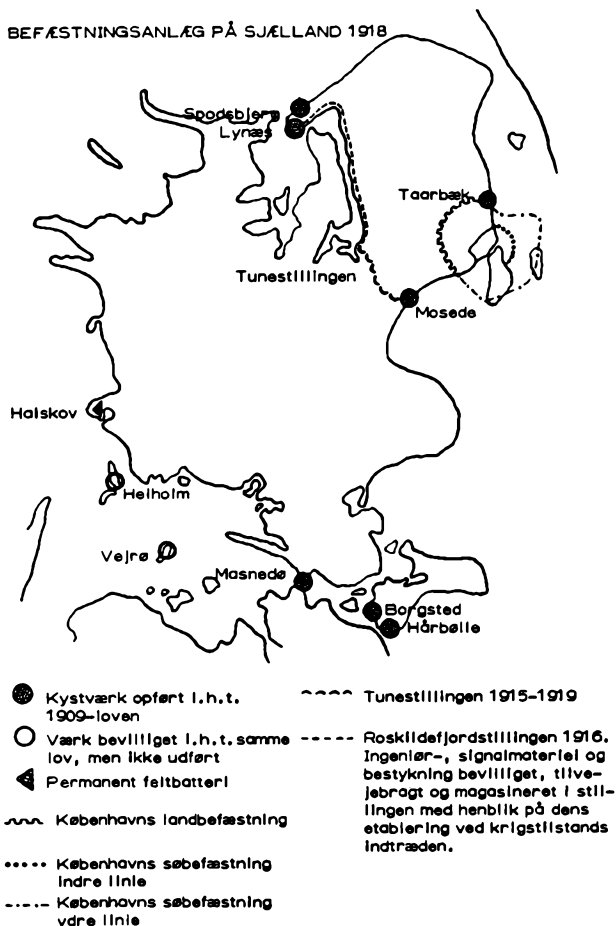 BEFÆSTNINGSANLÆG PÅ SJÆLLAND 1918
Spodsbjerg
Lynæs
Taarbæk
Tunestillingen
Mosede
Halskov
Helholm
Vejrø
Masnedø
Borgsted
Hårbølle
Kystværk opført i.h.t.
1909-loven
Værk bevilliget i.h.t. samme
lov, men ikke udført
Permanent feltbatteri
Københavns landbefæstning
Københavns søbefæstning
indre linie
Københavns søbefæstning
ydre linie
Tunestillingen 1915-1919
Roskildefjordstillingen 1916.
Ingeniør-, signalmateriel og
bestykning bevilliget, tilve-
jebragt og magasineret i stil-
lingen med henblik på dens
etablering ved krigstilstands
indtræden.